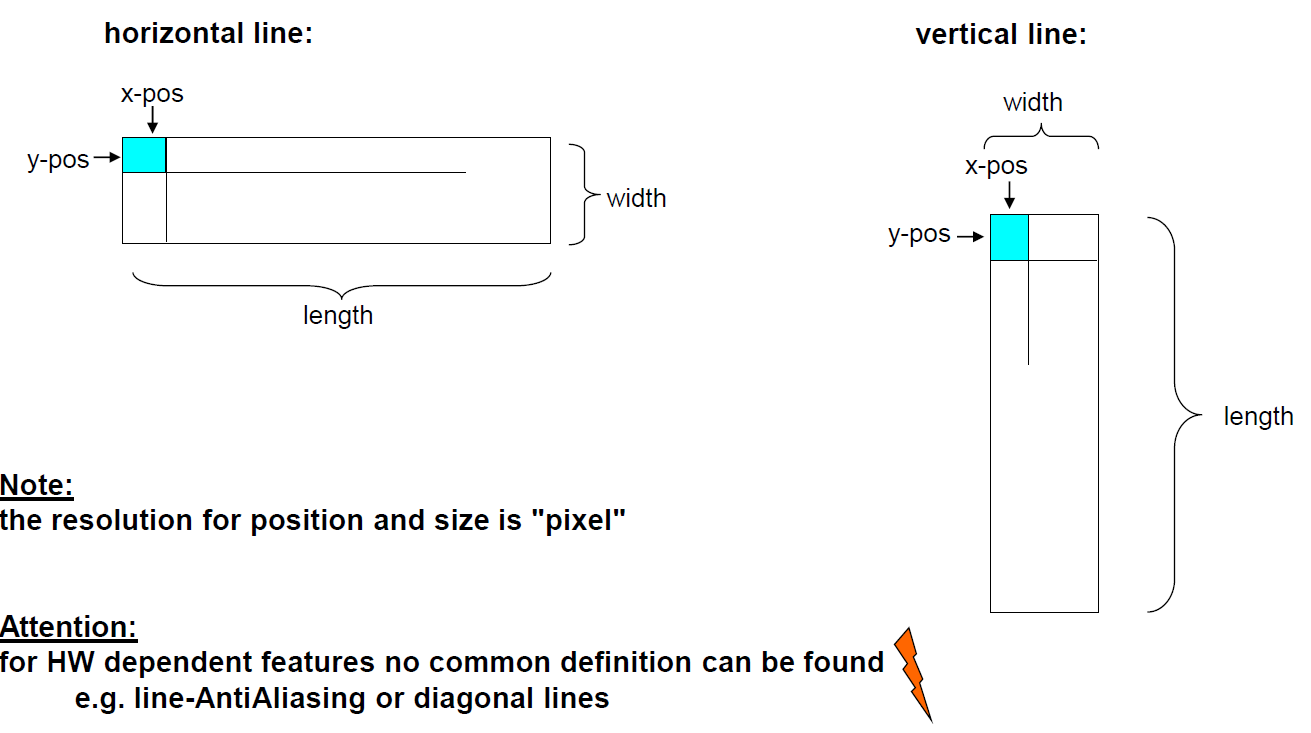 horizontal line:
x-pos
y-pos
width
length
vertical line:
width
x-pos
y-pos
length
Note:
the resolution for position and size is "pixel"
Attention:
for HW dependent features no common definition can be found
e.g. line-AntiAliasing or diagonal lines